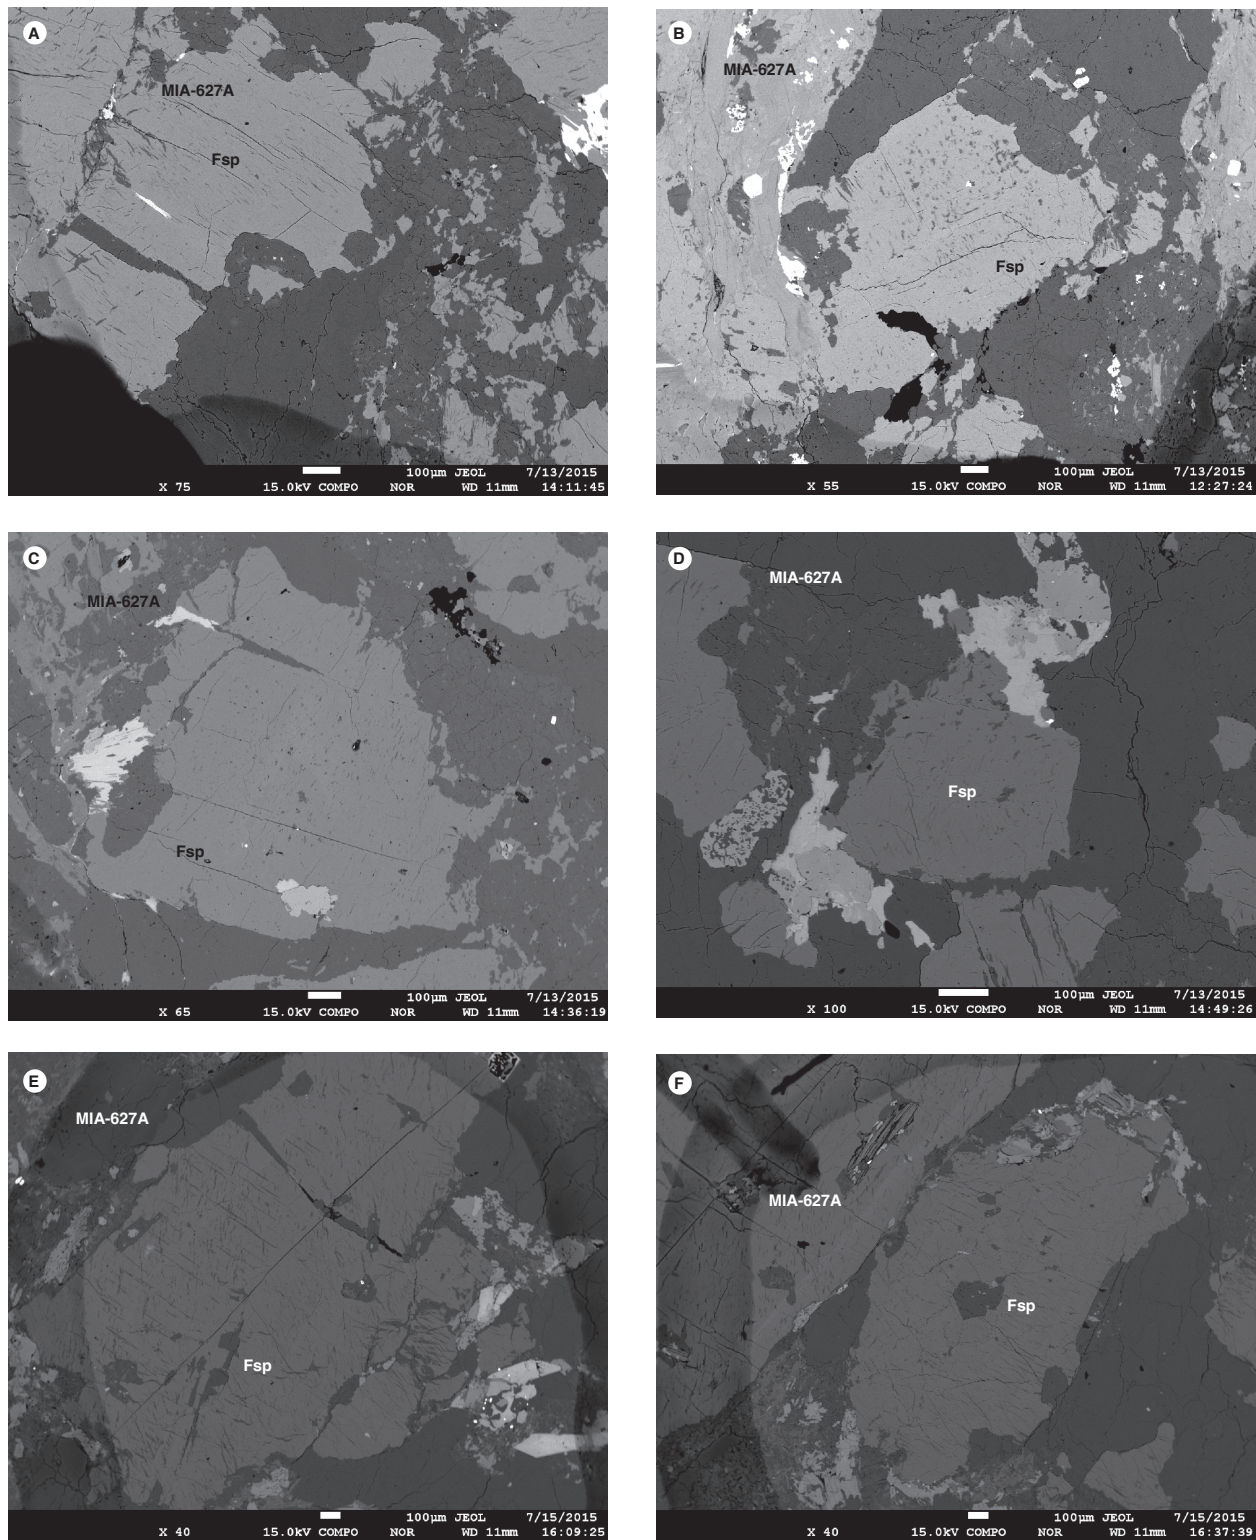 A
MIA-627A
Fsp
100µm JEOL 7/13/2015
X 75 15.0kV COMPO NOR WD 11mm 14:11:45
B
MIA-627A
Fsp
100µm JEOL 7/13/2015
X 55 15.0kV COMPO NOR WD 11mm 12:27:24
C
MIA-627A
Fsp
100µm JEOL 7/13/2015
X 65 15.0kV COMPO NOR WD 11mm 14:36:19
D
MIA-627A
Fsp
100µm JEOL 7/13/2015
X 100 15.0kV COMPO NOR WD 11mm 14:49:26
E
MIA-627A
Fsp
100µm JEOL 7/15/2015
X 40 15.0kV COMPO NOR WD 11mm 16:09:25
F
MIA-627A
Fsp
100µm JEOL 7/15/2015
X 40 15.0kV COMPO NOR WD 11mm 16:37:39